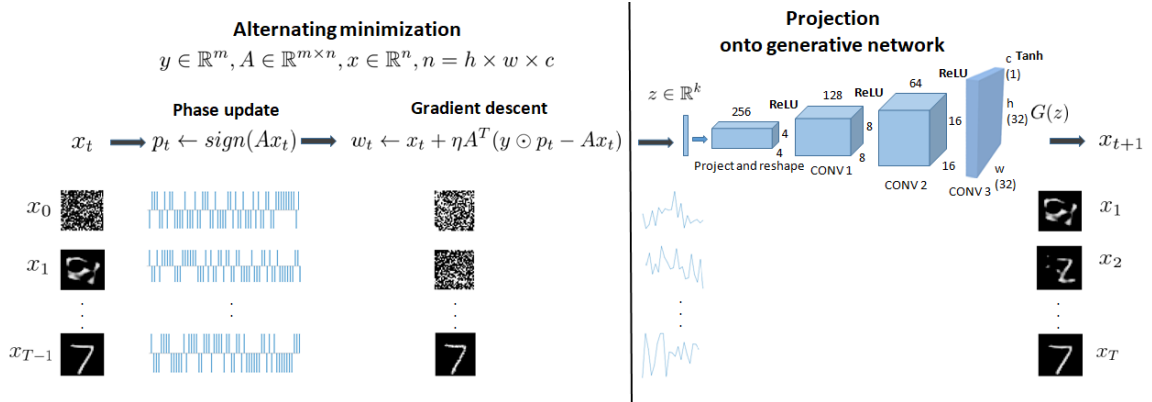 Alternating minimization
y ∈ ℝ^m, A ∈ ℝ^{m×n}, x ∈ ℝ^n, n = h × w × c
Phase update
Gradient descent
x_t
p_t ← sign(Ax_t)
w_t ← x_t + ηA^T(y ⊙ p_t − Ax_t)
x_0
x_1
x_{T−1}
Projection
onto generative network
z ∈ ℝ^k
256
4
4
Project and reshape
ReLU
128
8
8
CONV 1
ReLU
64
16
16
CONV 2
ReLU
c
(1)
Tanh
h
(32)
w
(32)
CONV 3
G(z)
x_{t+1}
x_1
x_2
x_T